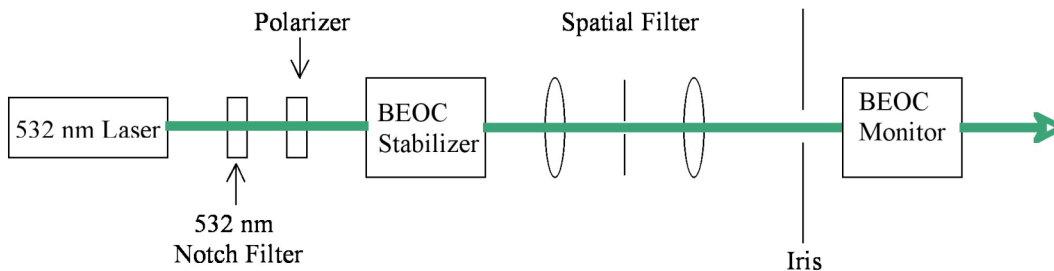 Polarizer
Spatial Filter
532 nm Laser
BEOC
Stabilizer
BEOC
Monitor
532 nm
Notch Filter
Iris